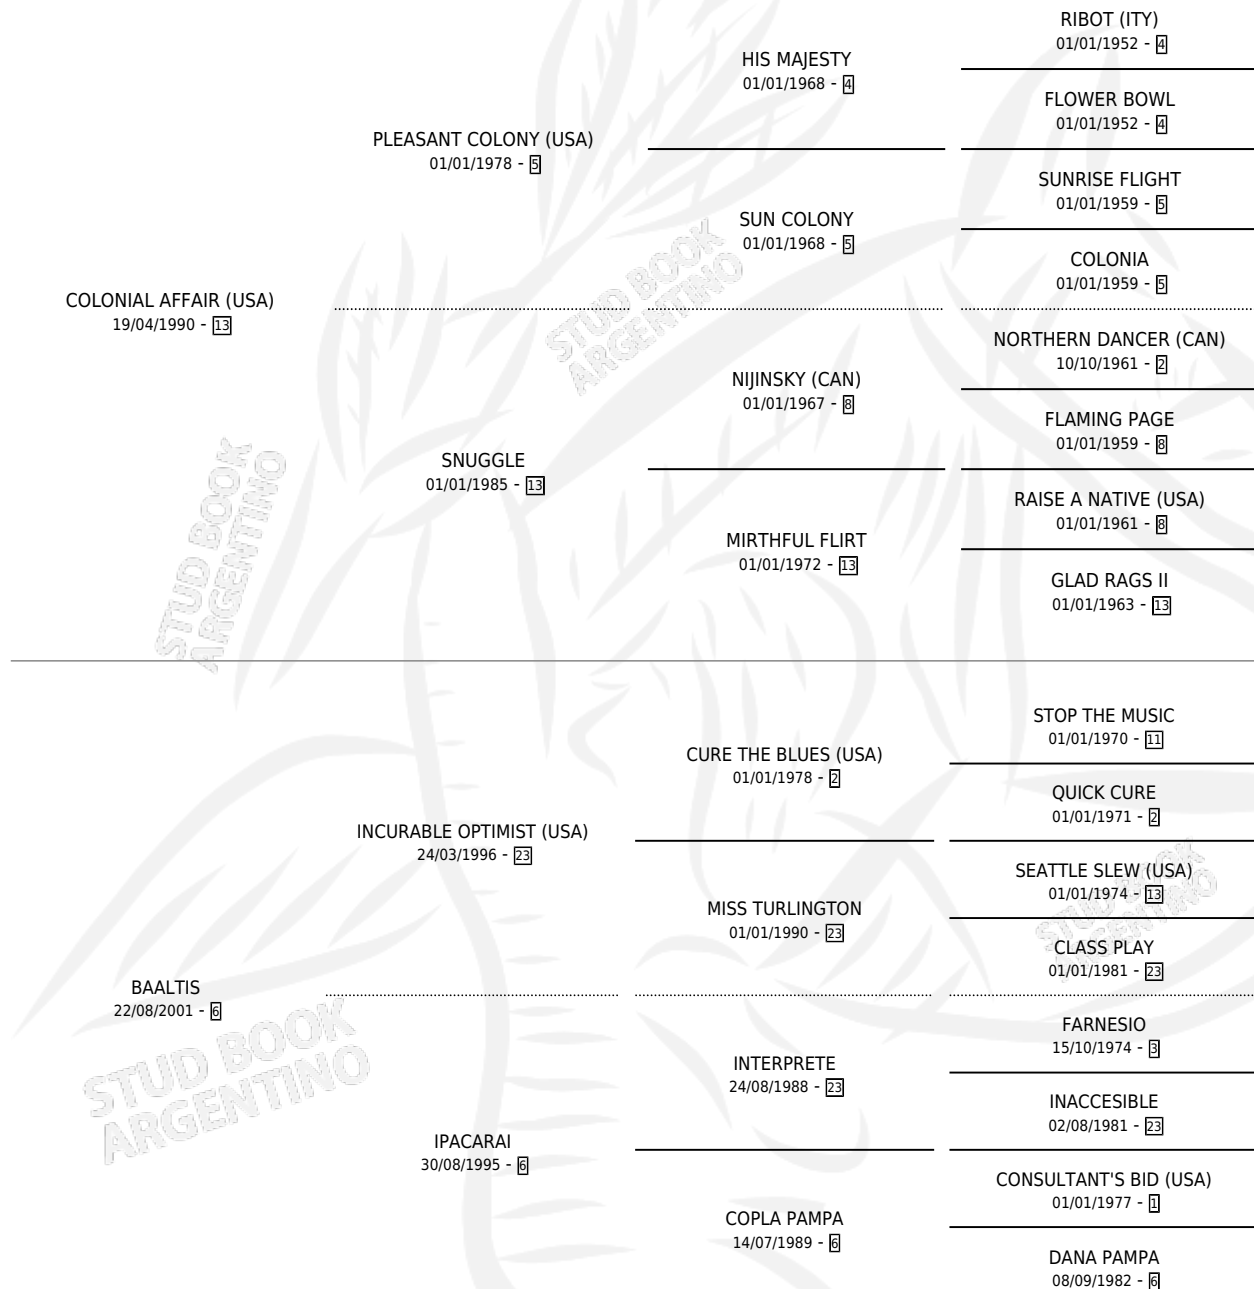 COLONIAL AFFAIR (USA)
19/04/1990 - 13
PLEASANT COLONY (USA)
01/01/1978 - 5
SNUGGLE
01/01/1985 - 13
HIS MAJESTY
01/01/1968 - 4
SUN COLONY
01/01/1968 - 5
NIJINSKY (CAN)
01/01/1967 - 8
MIRTHFUL FLIRT
01/01/1972 - 13
RIBOT (ITY)
01/01/1952 - 4
FLOWER BOWL
01/01/1952 - 4
SUNRISE FLIGHT
01/01/1959 - 5
COLONIA
01/01/1959 - 5
NORTHERN DANCER (CAN)
10/10/1961 - 2
FLAMING PAGE
01/01/1959 - 8
RAISE A NATIVE (USA)
01/01/1961 - 8
GLAD RAGS II
01/01/1963 - 13
BAALTIS
22/08/2001 - 6
INCURABLE OPTIMIST (USA)
24/03/1996 - 23
IPACARAI
30/08/1995 - 6
CURE THE BLUES (USA)
01/01/1978 - 2
MISS TURLINGTON
01/01/1990 - 23
INTERPRETE
24/08/1988 - 23
COPLA PAMPA
14/07/1989 - 6
STOP THE MUSIC
01/01/1970 - 11
QUICK CURE
01/01/1971 - 2
SEATTLE SLEW (USA)
01/01/1974 - 13
CLASS PLAY
01/01/1981 - 23
FARNESIO
15/10/1974 - 3
INACCESIBLE
02/08/1981 - 23
CONSULTANT'S BID (USA)
01/01/1977 - 1
DANA PAMPA
08/09/1982 - 6
STUD BOOK
ARGENTINO
STUD BOOK
ARGENTINO
STUD BOOK
ARGENTINO
STUD BOOK
ARGENTINO